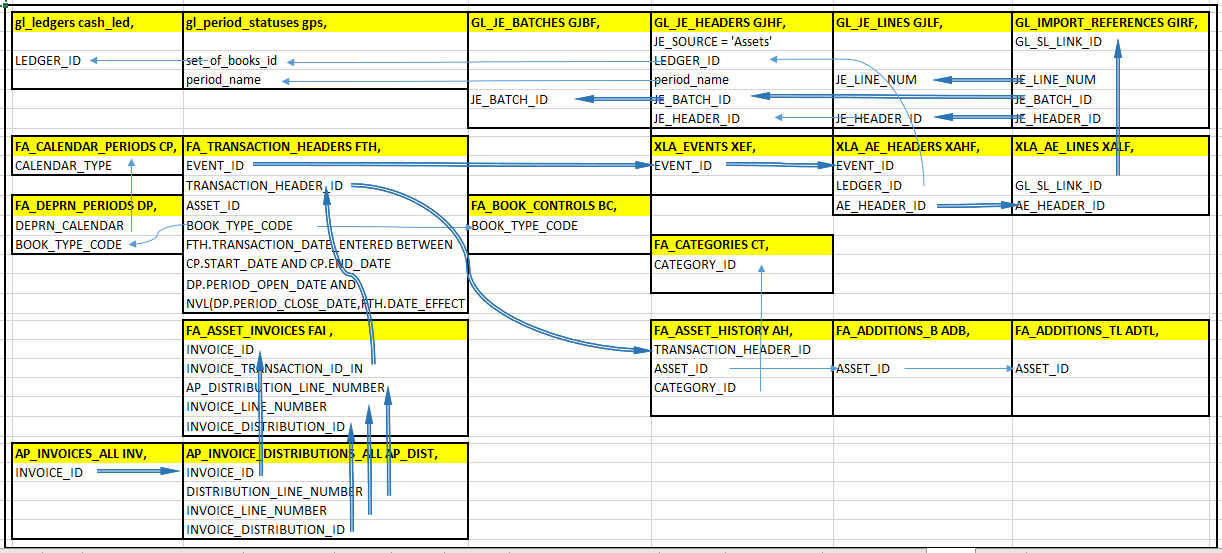 gl_ledgers cash_led, gl_period_statuses gps, GL_JE_BATCHES GJBF, GL_JE_HEADERS GJHF, GL_JE_LINES GJLF, GL_IMPORT_REFERENCES GIRF,
JE_SOURCE = 'Assets' GL_SL_LINK_ID
LEDGER_ID set_of_books_id LEDGER_ID
period_name period_name JE_LINE_NUM JE_LINE_NUM
JE_BATCH_ID JE_BATCH_ID JE_BATCH_ID
JE_HEADER_ID JE_HEADER_ID JE_HEADER_ID
FA_CALENDAR_PERIODS CP, FA_TRANSACTION_HEADERS FTH, XLA_EVENTS XEF, XLA_AE_HEADERS XAHF, XLA_AE_LINES XALF,
CALENDAR_TYPE EVENT_ID EVENT_ID EVENT_ID
TRANSACTION_HEADER_ID LEDGER_ID GL_SL_LINK_ID
FA_DEPRN_PERIODS DP, ASSET_ID FA_BOOK_CONTROLS BC, AE_HEADER_ID AE_HEADER_ID
DEPRN_CALENDAR BOOK_TYPE_CODE BOOK_TYPE_CODE
BOOK_TYPE_CODE FTH.TRANSACTION_DATE_ENTERED BETWEEN FA_CATEGORIES CT,
CP.START_DATE AND CP.END_DATE CATEGORY_ID
DP.PERIOD_OPEN_DATE AND
NVL(DP.PERIOD_CLOSE_DATE,FTH.DATE_EFFECT
FA_ASSET_INVOICES FAI , FA_ASSET_HISTORY AH, FA_ADDITIONS_B ADB, FA_ADDITIONS_TL ADTL,
INVOICE_ID TRANSACTION_HEADER_ID
INVOICE_TRANSACTION_ID_IN ASSET_ID ASSET_ID ASSET_ID
AP_DISTRIBUTION_LINE_NUMBER CATEGORY_ID
INVOICE_LINE_NUMBER
INVOICE_DISTRIBUTION_ID
AP_INVOICES_ALL INV, AP_INVOICE_DISTRIBUTIONS_ALL AP_DIST,
INVOICE_ID INVOICE_ID
DISTRIBUTION_LINE_NUMBER
INVOICE_LINE_NUMBER
INVOICE_DISTRIBUTION_ID